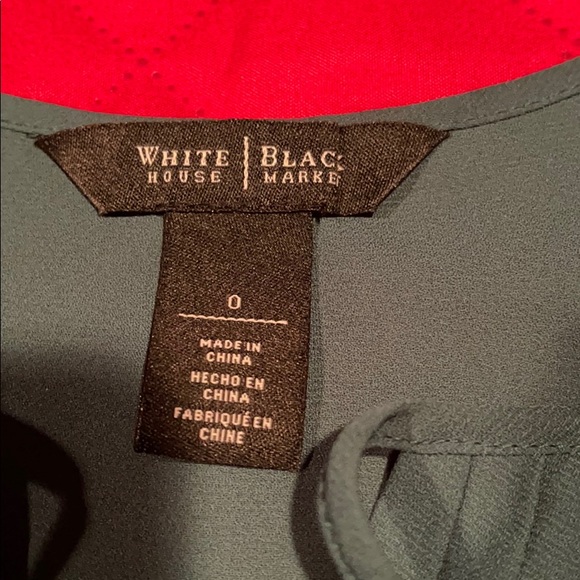 WHITE | BLAC
HOUSE | MARKE
0
MADE IN
CHINA
HECHO EN
CHINA
FABRIQUÉ EN
CHINE